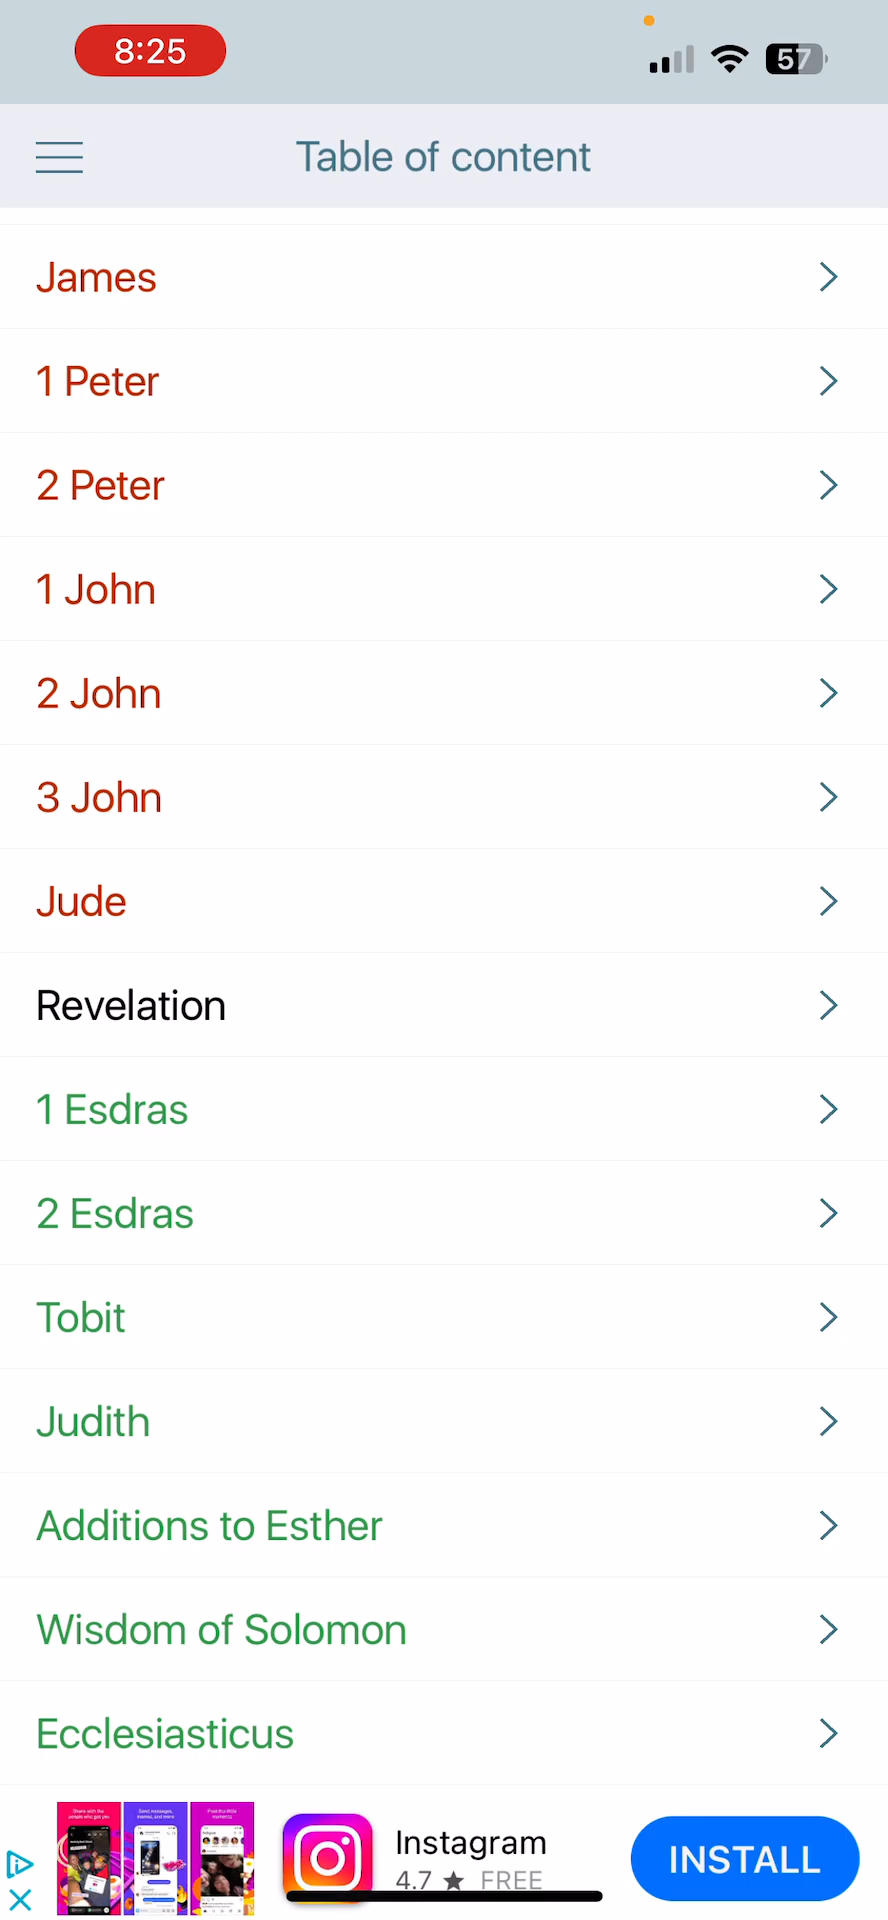 8:25
57
Table of content
James
1 Peter
2 Peter
1 John
2 John
3 John
Jude
Revelation
1 Esdras
2 Esdras
Tobit
Judith
Additions to Esther
Wisdom of Solomon
Ecclesiasticus
Instagram
4.7 ★ FREE
INSTALL